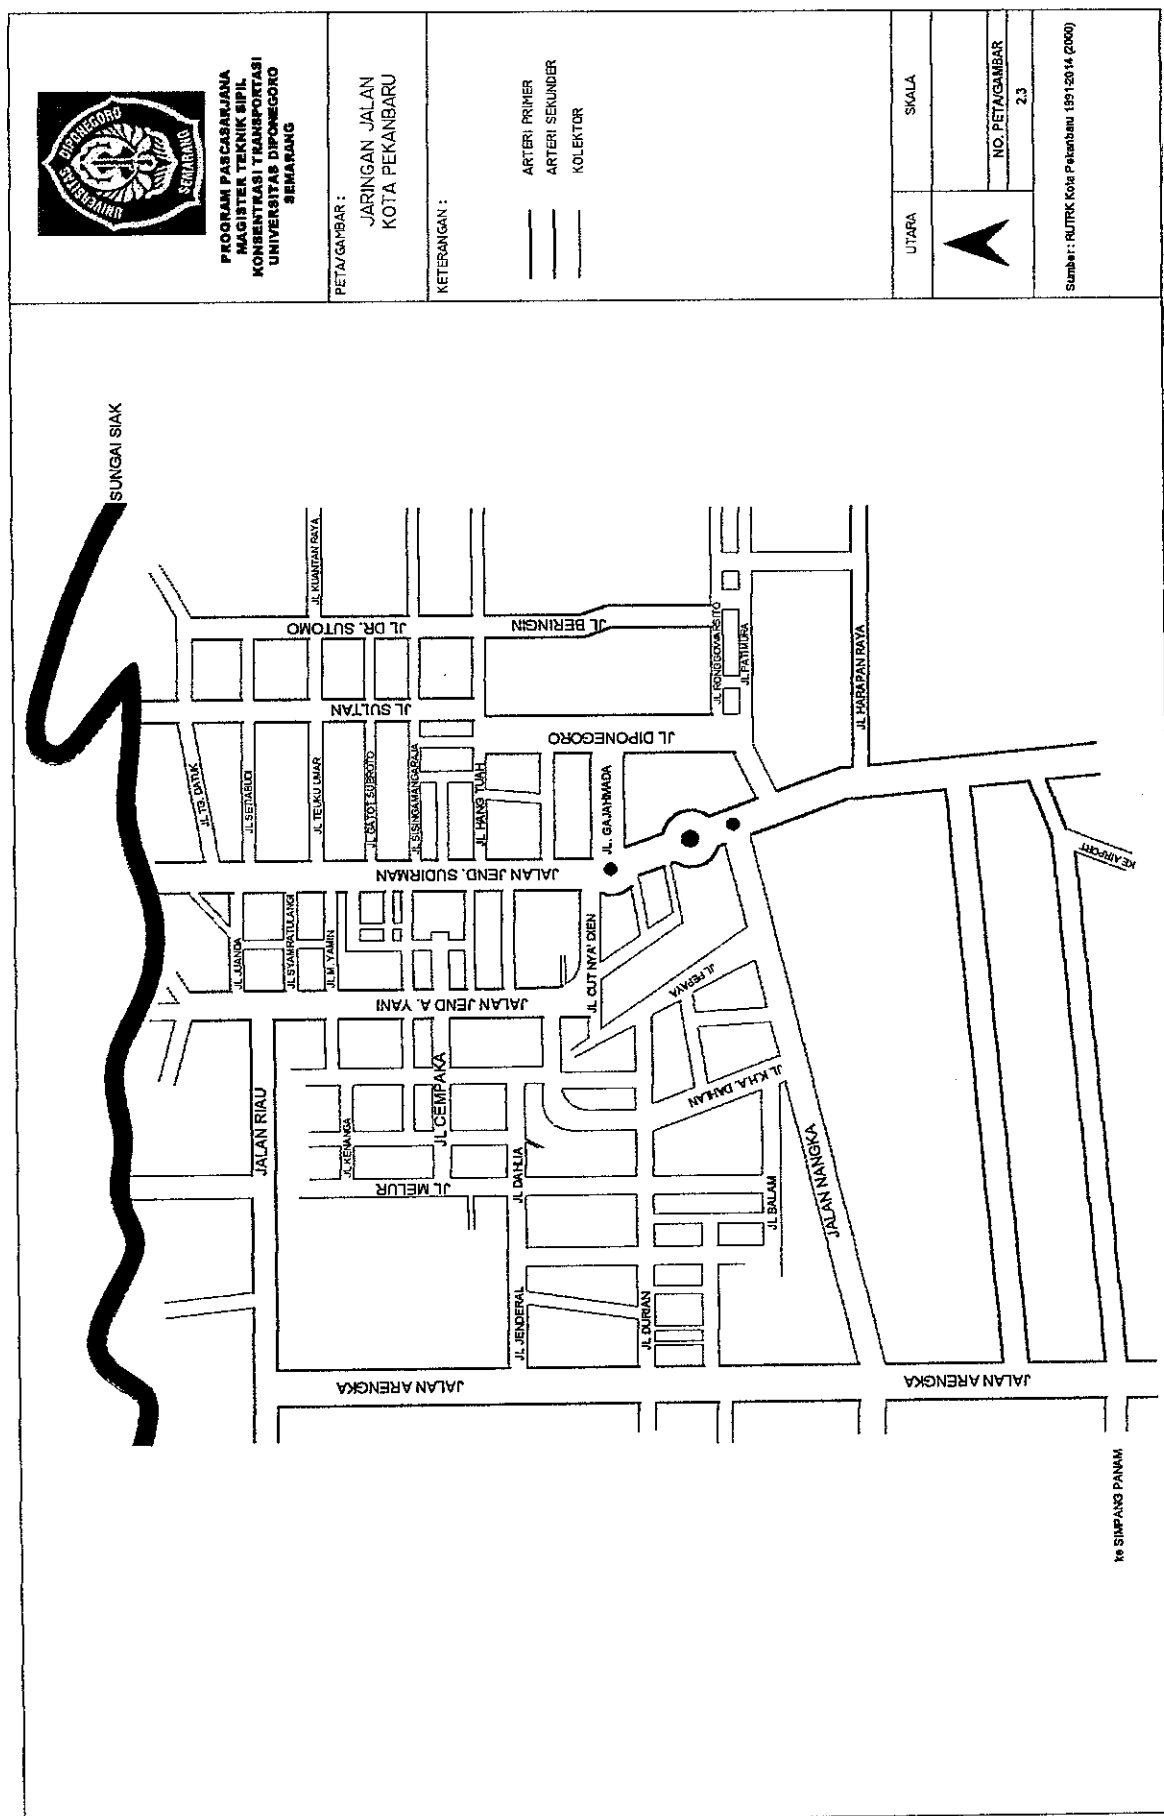 UNIVERSITAS DIPONEGORO
SEMARANG
PROGRAM PASCASARJANA
MAGISTER TEKNIK SIPIL
KONSENTRASI TRANSPORTASI
UNIVERSITAS DIPONEGORO
SEMARANG
PETA/GAMBAR :
JARINGAN JALAN
KOTA PEKANBARU
KETERANGAN :
ARTERI PRIMER
ARTERI SEKUNDER
KOLEKTOR
UTARA
SKALA
NO. PETA/GAMBAR
2.3
Sumber : RUTRK Kota Pekanbaru 1991-2014 (2000)
SUNGAI SIAK
JL KUANTAN RAYA
JL DR. SUTOMO
JL BERINGIN
JL RONGGOWARSITO
JL PATIMURA
JL HARAPAN RAYA
JL SULTAN
JL DIPONEGORO
JL TG. DATUK
JL SETIABUDI
JL TEUKU UMAR
JL GATOT SUBROTO
JL SISINGAMANGARAJA
JL HANG TUAH
JL. GAJAHMADA
JALAN JEND. SUDIRMAN
KE AIRPORT
JL JUANDA
JL SYAMRATULANGI
JL M. YAMIN
JL CUT NYA' DIEN
JALAN JEND A. YANI
JL PEPAYA
JALAN RIAU
JL CEMPAKA
JL K.H.A. DAHLAN
JL KENANGA
JL DAHLIA
JL MELUR
JL BALAM
JALAN NANGKA
JL JENDERAL
JL DURIAN
JALAN ARENGKA
JALAN ARENGKA
ke SIMPANG PANAM